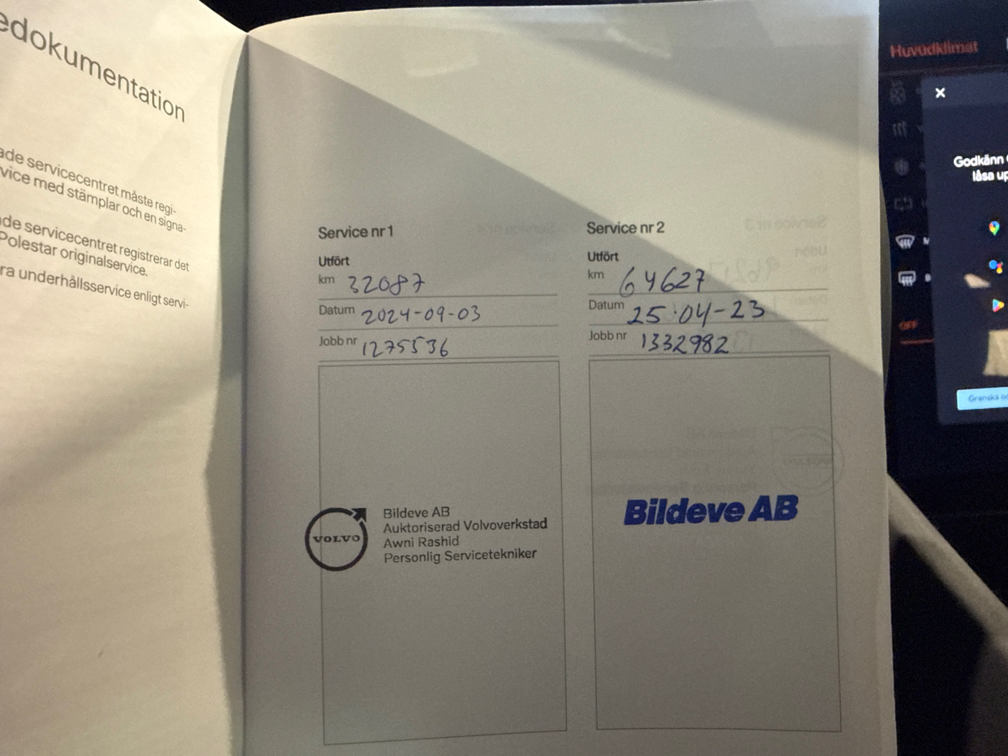 edokumentation
ade servicecentret måste regi-
vice med stämplar och en signa-
de servicecentret registrerar det
Polestar originalservice.
ra underhållsservice enligt servi-
Service nr 1
Utfört
km 32087
Datum 2024-09-03
Jobb nr 1275536
VOLVO
Bildeve AB
Auktoriserad Volvoverkstad
Awni Rashid
Personlig Servicetekniker
Service nr 2
Utfört
km 64627
Datum 25-04-23
Jobb nr 1332982
Bildeve AB
Huvudklimat
Godkänn
låsa up
OFF